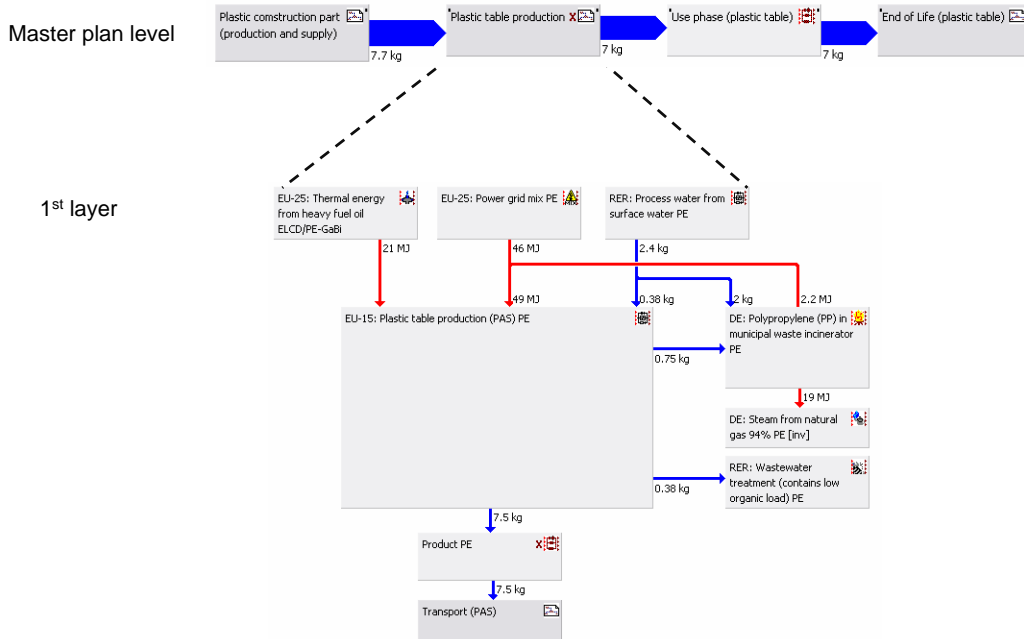 Master plan level
Plastic comstruction part
(production and supply)
7.7 kg
Plastic table production
7 kg
Use phase (plastic table)
7 kg
End of Life (plastic table)
1st layer
EU-25: Thermal energy
from heavy fuel oil
ELCD/PE-GaBi
21 MJ
EU-25: Power grid mix PE
46 MJ
RER: Process water from
surface water PE
2.4 kg
49 MJ
0.38 kg
2 kg
2.2 MJ
EU-15: Plastic table production (PAS) PE
0.75 kg
DE: Polypropylene (PP) in
municipal waste incinerator
PE
19 MJ
DE: Steam from natural
gas 94% PE [inv]
0.38 kg
RER: Wastewater
treatment (contains low
organic load) PE
7.5 kg
Product PE
7.5 kg
Transport (PAS)